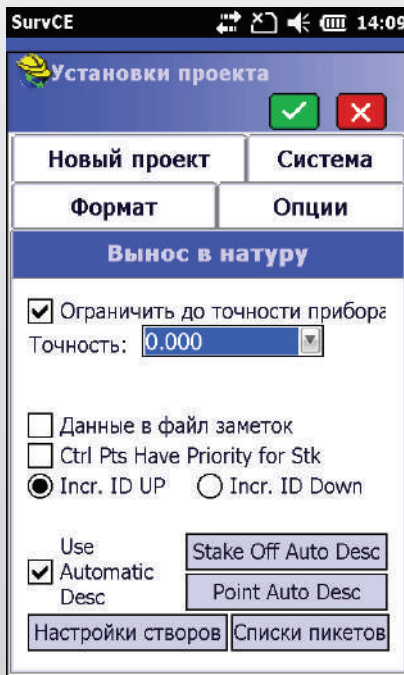 SurvCE 14:09
Установки проекта
Новый проект Система
Формат Опции
Вынос в натуру
Ограничить до точности прибора
Точность: 0.000
Данные в файл заметок
Ctrl Pts Have Priority for Stk
Incr. ID UP Incr. ID Down
Use Automatic Desc
Stake Off Auto Desc
Point Auto Desc
Настройки створов Списки пикетов